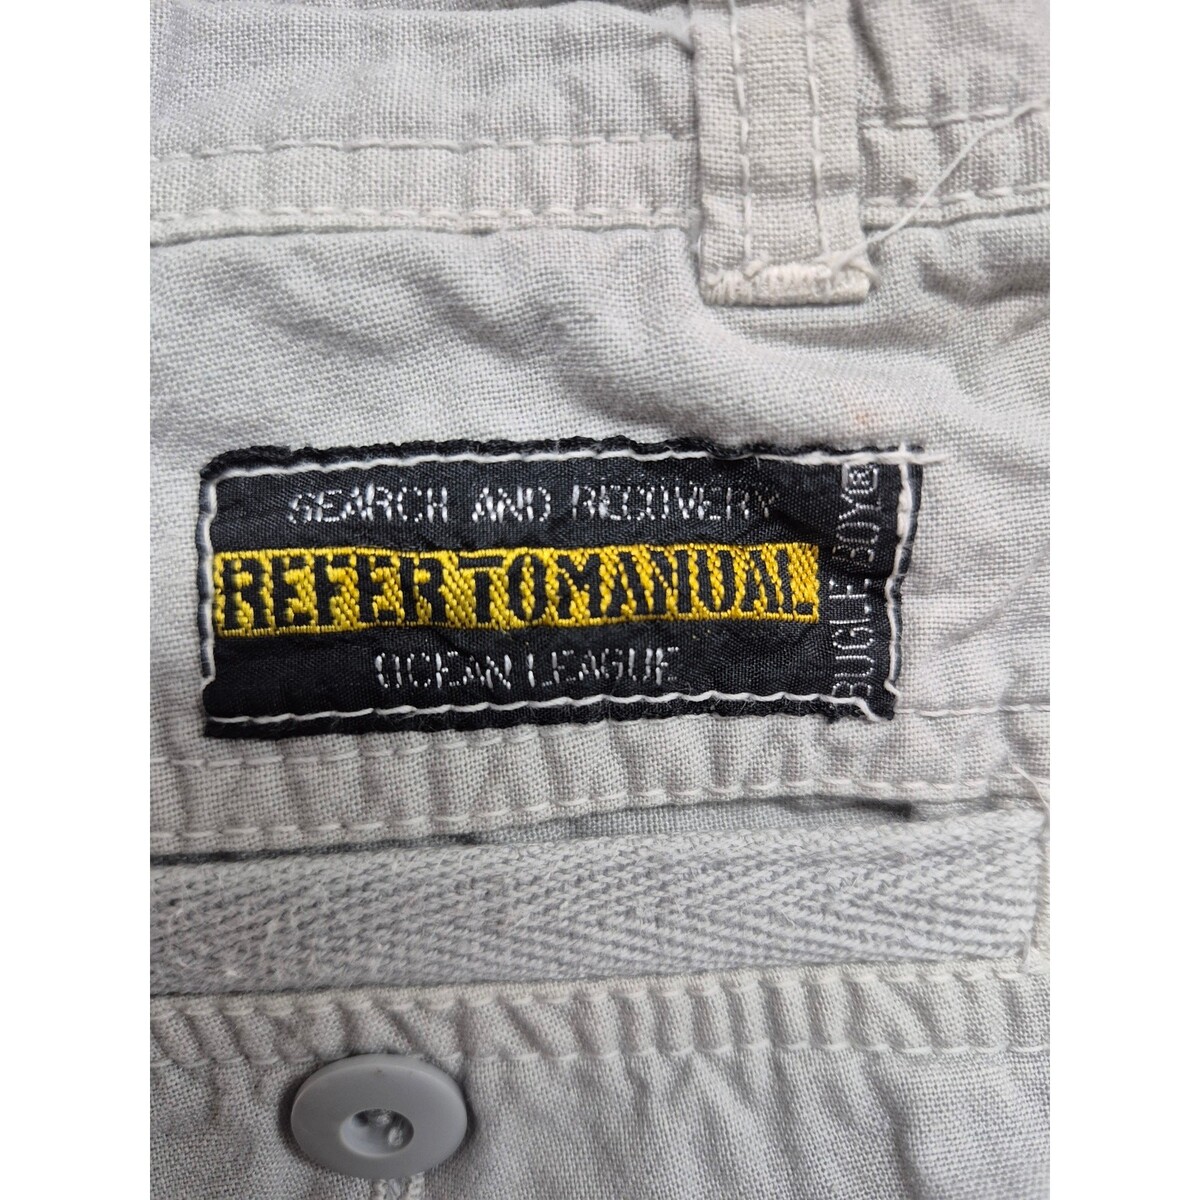 SEARCH AND RECOVERY
REFER TO MANUAL
OCEAN LEAGUE
BUGLE BOY®